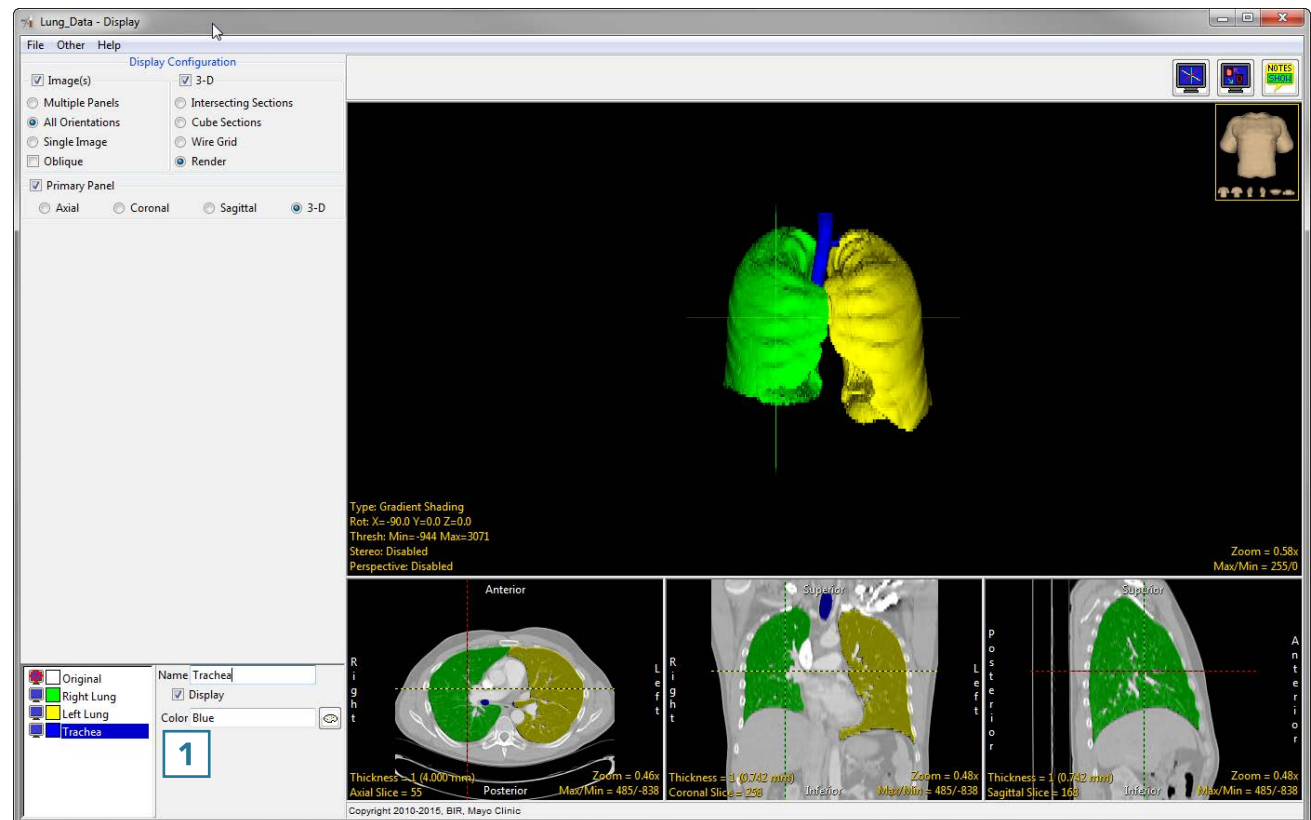 Lung_Data - Display
File Other Help
Display Configuration
Image(s) 3-D
Multiple Panels Intersecting Sections
All Orientations Cube Sections
Single Image Wire Grid
Oblique Render
Primary Panel
Axial Coronal Sagittal 3-D
NOTES
SHOW
Type: Gradient Shading
Rot: X=-90.0 Y=0.0 Z=0.0
Thresh: Min=-944 Max=3071
Stereo: Disabled
Perspective: Disabled
Zoom = 0.58x
Max/Min = 255/0
Anterior
Right
Left
Thickness = 1 (4.000 mm)
Axial Slice = 55
Posterior
Zoom = 0.46x
Max/Min = 485/-838
Superior
Right
Left
Thickness = 1 (0.742 mm)
Coronal Slice = 258
Inferior
Zoom = 0.48x
Max/Min = 485/-838
Superior
posterior
Anterior
Thickness = 1 (0.742 mm)
Sagittal Slice = 168
Inferior
Zoom = 0.48x
Max/Min = 485/-838
Original
Right Lung
Left Lung
Trachea
Name Trachea
Display
Color Blue
1
Copyright 2010-2015, BIR, Mayo Clinic